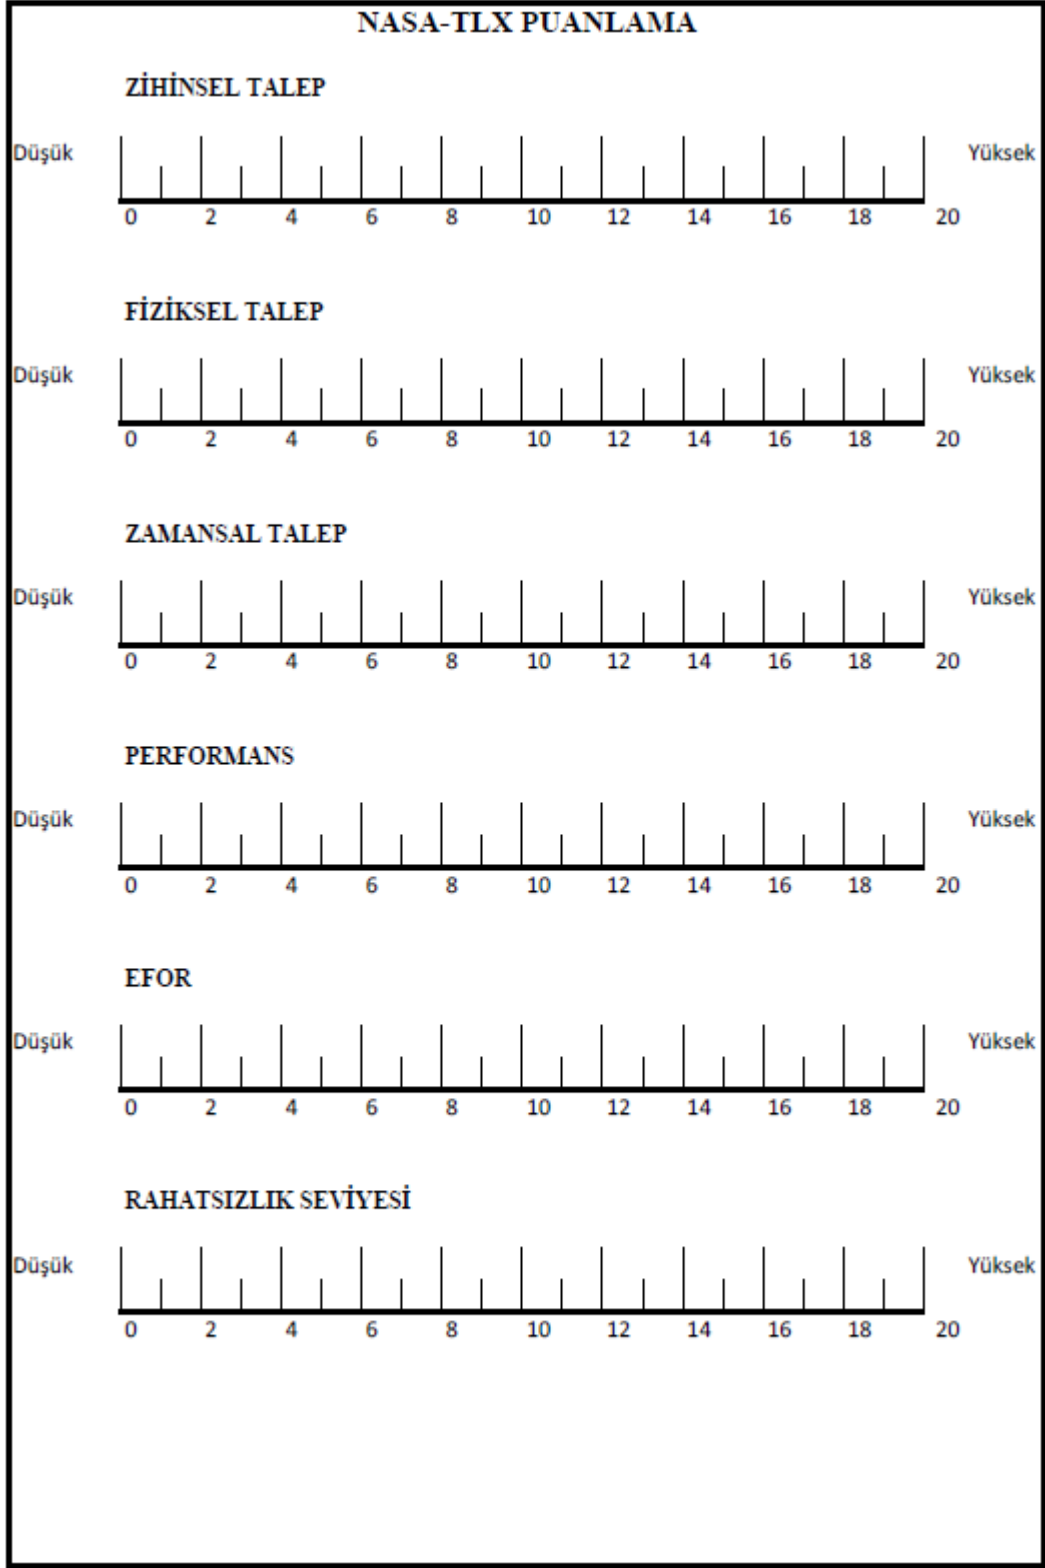 NASA-TLX PUANLAMA
ZİHİNSEL TALEP
Düşük Yüksek
0 2 4 6 8 10 12 14 16 18 20
FİZİKSEL TALEP
Düşük Yüksek
0 2 4 6 8 10 12 14 16 18 20
ZAMANSAL TALEP
Düşük Yüksek
0 2 4 6 8 10 12 14 16 18 20
PERFORMANS
Düşük Yüksek
0 2 4 6 8 10 12 14 16 18 20
EFOR
Düşük Yüksek
0 2 4 6 8 10 12 14 16 18 20
RAHATSIZLIK SEVİYESİ
Düşük Yüksek
0 2 4 6 8 10 12 14 16 18 20